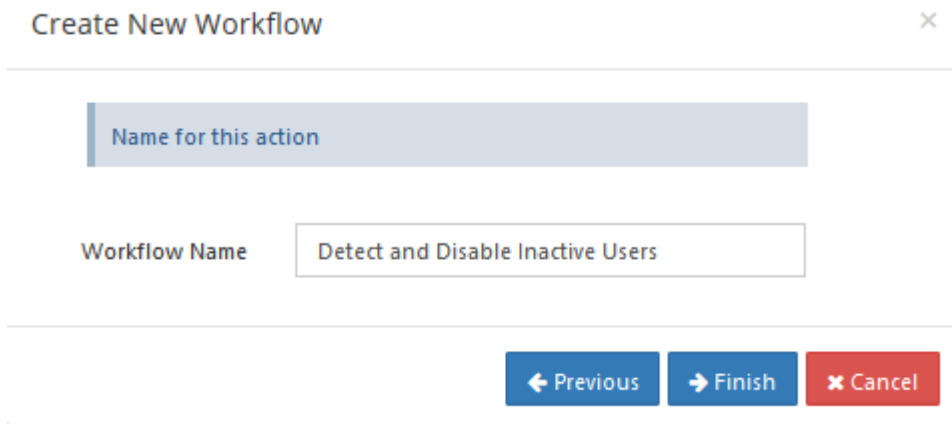 Create New Workflow
Name for this action
Workflow Name Detect and Disable Inactive Users
Previous Finish Cancel